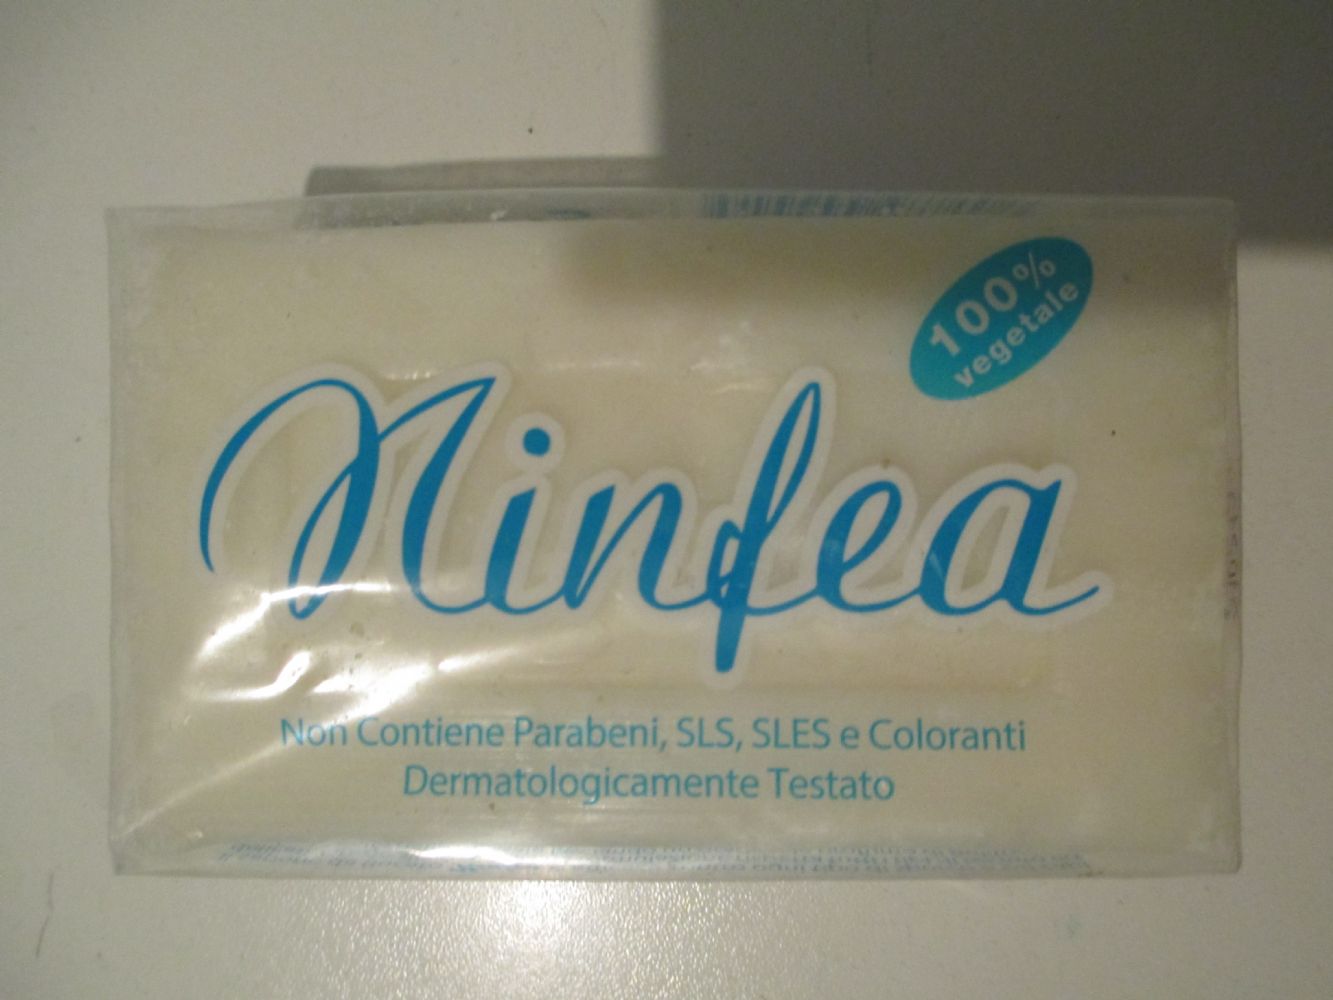 100%
vegetale
Ninfea
Non Contiene Parabeni, SLS, SLES e Coloranti
Dermatologicamente Testato